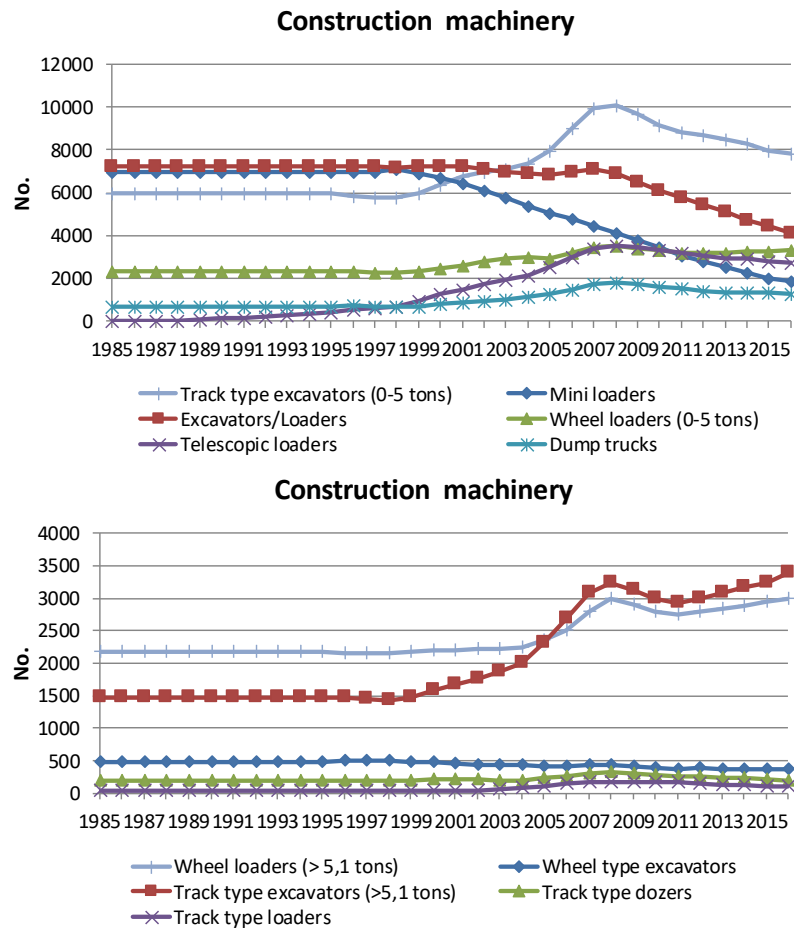 Construction machinery
12000
10000
8000
6000
4000
2000
0
No.
1985 1987 1989 1991 1993 1995 1997 1999 2001 2003 2005 2007 2009 2011 2013 2015
Track type excavators (0-5 tons) Mini loaders
Excavators/Loaders Wheel loaders (0-5 tons)
Telescopic loaders Dump trucks
Construction machinery
4000
3500
3000
2500
2000
1500
1000
500
0
No.
1985 1987 1989 1991 1993 1995 1997 1999 2001 2003 2005 2007 2009 2011 2013 2015
Wheel loaders (> 5,1 tons) Wheel type excavators
Track type excavators (>5,1 tons) Track type dozers
Track type loaders